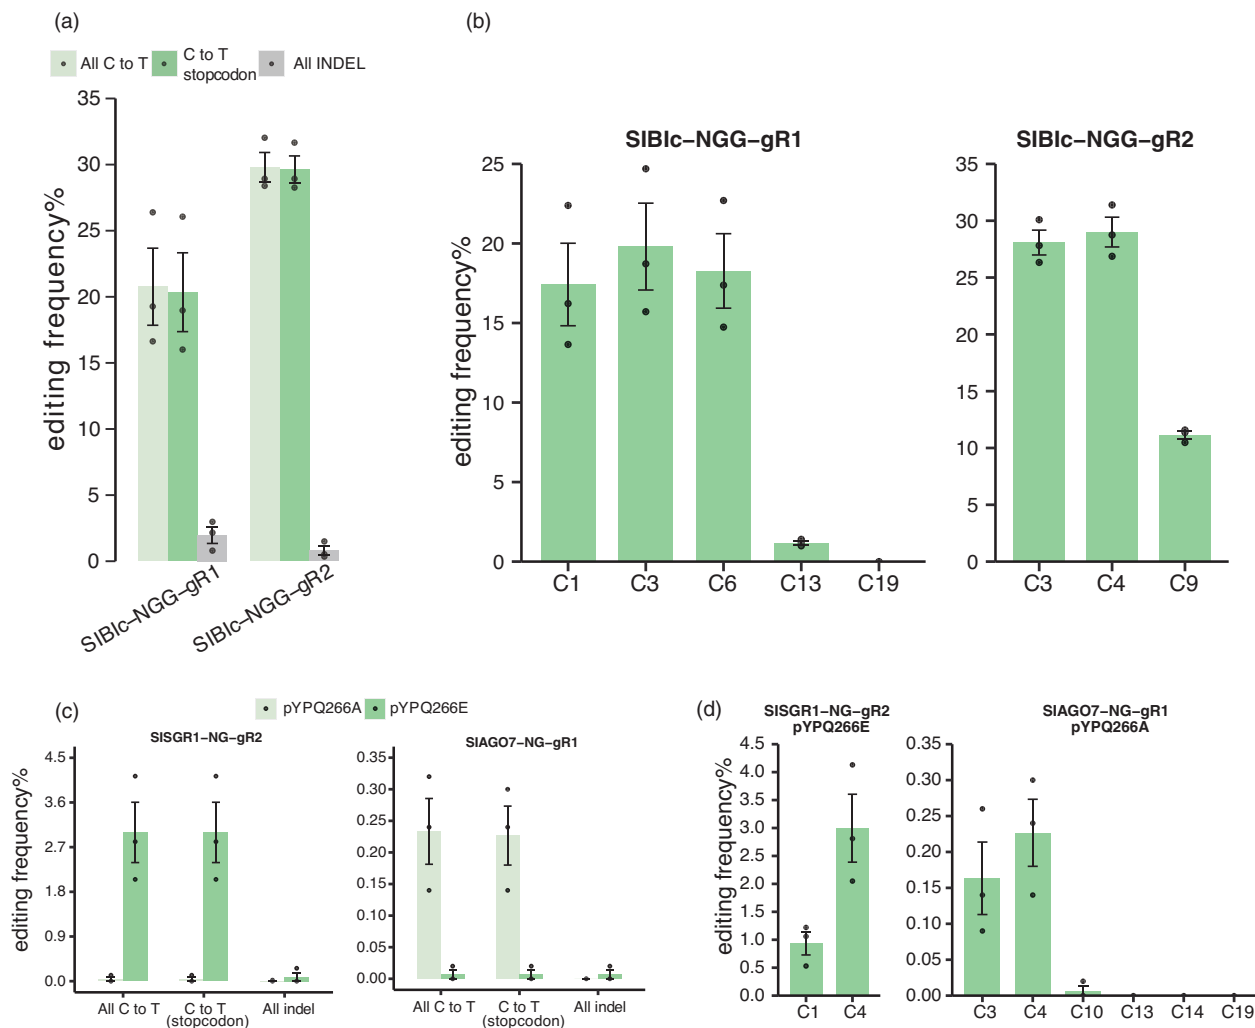 (a)
All C to T
C to T
stopcodon
All INDEL
35
30
25
20
15
10
5
0
editing frequency%
SlBlc–NGG–gR1
SlBlc–NGG–gR2
(b)
SlBlc–NGG–gR1
25
20
15
10
5
0
editing frequency%
C1 C3 C6 C13 C19
SlBlc–NGG–gR2
35
30
25
20
15
10
5
0
C3 C4 C9
(c)
pYPQ266A pYPQ266E
SlSGR1–NG–gR2
4.5
3.6
2.7
1.8
0.9
0.0
editing frequency%
All C to T C to T All indel
(stopcodon)
SlAGO7–NG–gR1
0.35
0.30
0.25
0.20
0.15
0.10
0.05
0.00
All C to T C to T All indel
(stopcodon)
(d)
SlSGR1–NG–gR2
pYPQ266E
4.5
4.0
3.5
3.0
2.5
2.0
1.5
1.0
0.5
0.0
editing frequency%
C1 C4
SlAGO7–NG–gR1
pYPQ266A
0.35
0.30
0.25
0.20
0.15
0.10
0.05
0.00
C3 C4 C10 C13 C14 C19